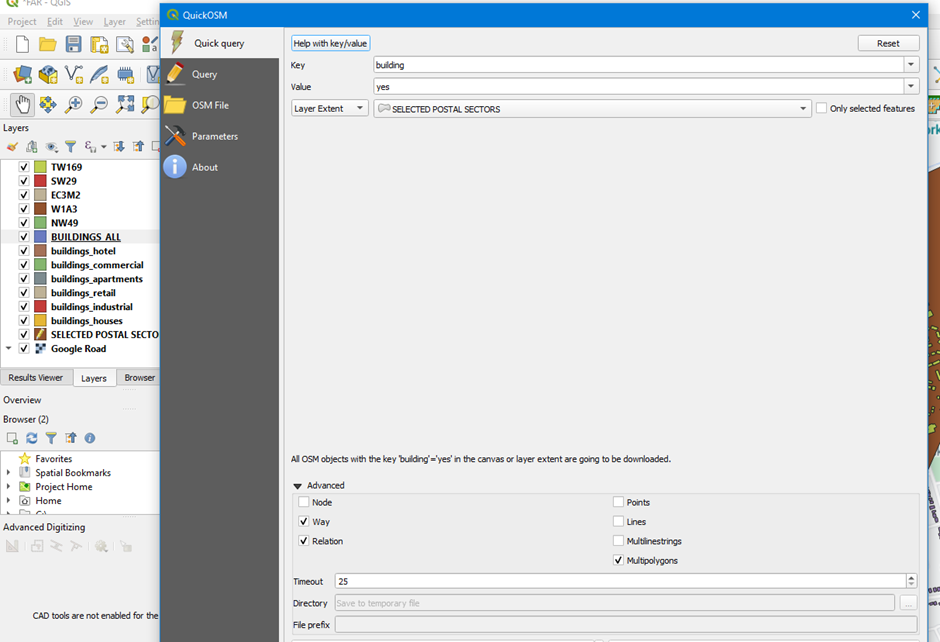 *FAR - QGIS
QuickOSM
Project Edit View Layer Settin
Quick query
Query
OSM File
Parameters
About
Help with key/value
Reset
Key
building
Value
yes
Layer Extent
SELECTED POSTAL SECTORS
Only selected features
Layers
TW169
SW29
EC3M2
W1A3
NW49
BUILDINGS_ALL
buildings_hotel
buildings_commercial
buildings_apartments
buildings_retail
buildings_industrial
buildings_houses
SELECTED POSTAL SECTO
Google Road
Results Viewer Layers Browser
Overview
Browser (2)
Favorites
Spatial Bookmarks
Project Home
Home
Advanced Digitizing
CAD tools are not enabled for the
All OSM objects with the key 'building'='yes' in the canvas or layer extent are going to be downloaded.
Advanced
Node
Points
Way
Lines
Relation
Multilinestrings
Multipolygons
Timeout
25
Directory
Save to temporary file
...
File prefix